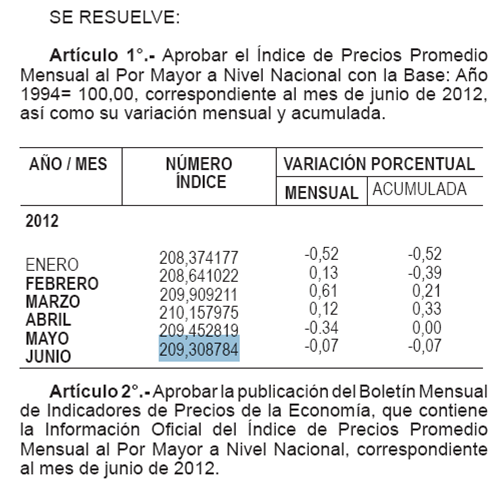 SE RESUELVE:
Artículo 1°.- Aprobar el Índice de Precios Promedio
Mensual al Por Mayor a Nivel Nacional con la Base: Año
1994= 100,00, correspondiente al mes de junio de 2012,
así como su variación mensual y acumulada.
AÑO / MES NÚMERO ÍNDICE VARIACIÓN PORCENTUAL
MENSUAL ACUMULADA
2012
ENERO 208,374177 -0,52 -0,52
FEBRERO 208,641022 0,13 -0,39
MARZO 209,909211 0,61 0,21
ABRIL 210,157975 0,12 0,33
MAYO 209,452819 -0.34 0,00
JUNIO 209,308784 -0,07 -0,07
Artículo 2°.- Aprobar la publicación del Boletín Mensual
de Indicadores de Precios de la Economía, que contiene
la Información Oficial del Índice de Precios Promedio
Mensual al Por Mayor a Nivel Nacional, correspondiente
al mes de junio de 2012.